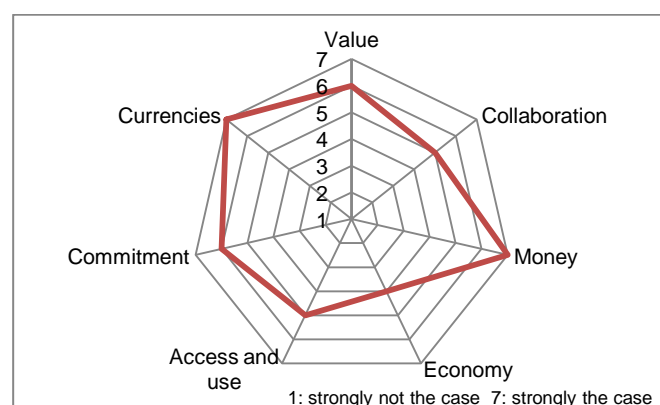 Value
7
6
5
4
3
2
1
Currencies
Collaboration
Commitment
Money
Access and
use
Economy
1: strongly not the case 7: strongly the case